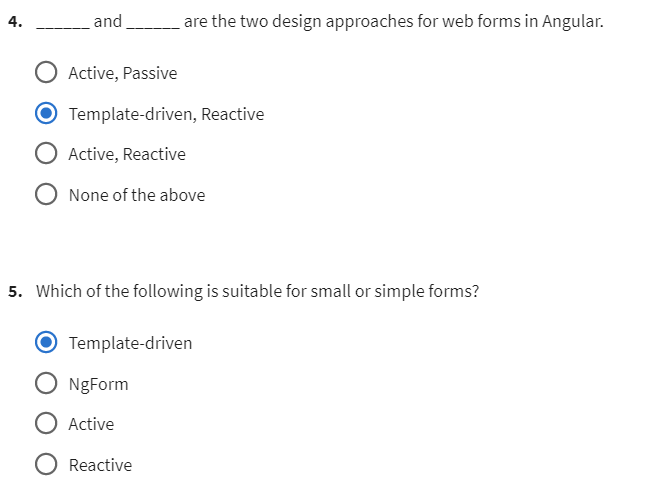 4. ______ and ______ are the two design approaches for web forms in Angular.
Active, Passive
Template-driven, Reactive
Active, Reactive
None of the above
5. Which of the following is suitable for small or simple forms?
Template-driven
NgForm
Active
Reactive